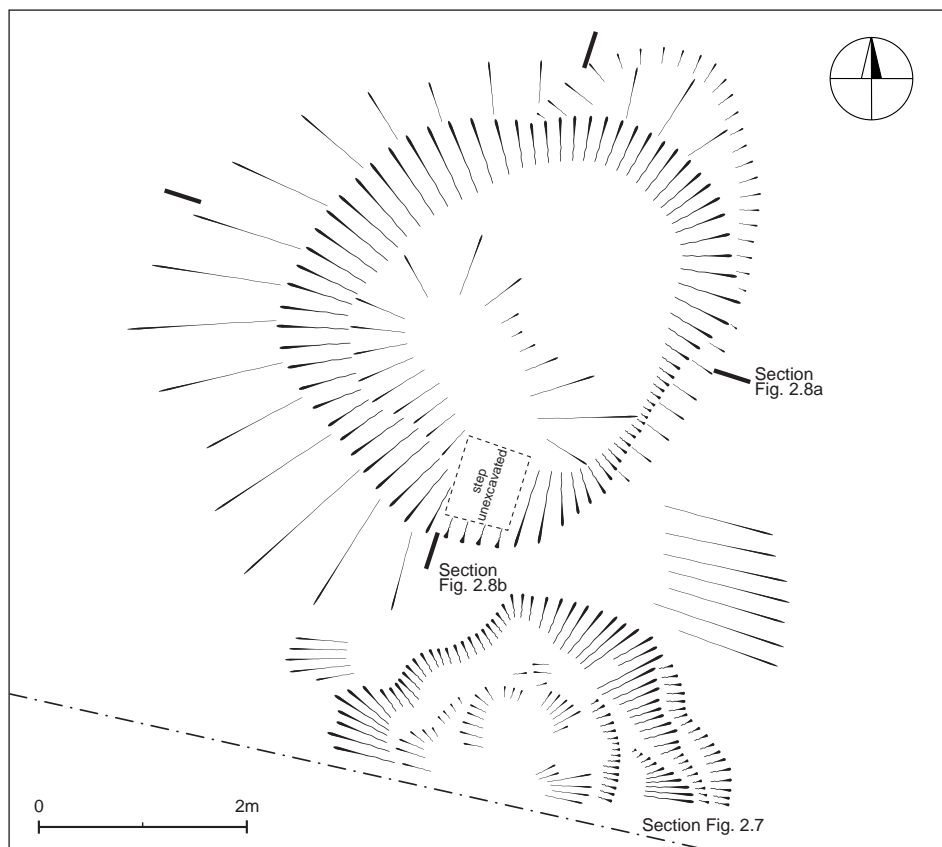 Section
Fig. 2.8a
step
unexcavated
Section
Fig. 2.8b
0
2m
Section Fig. 2.7